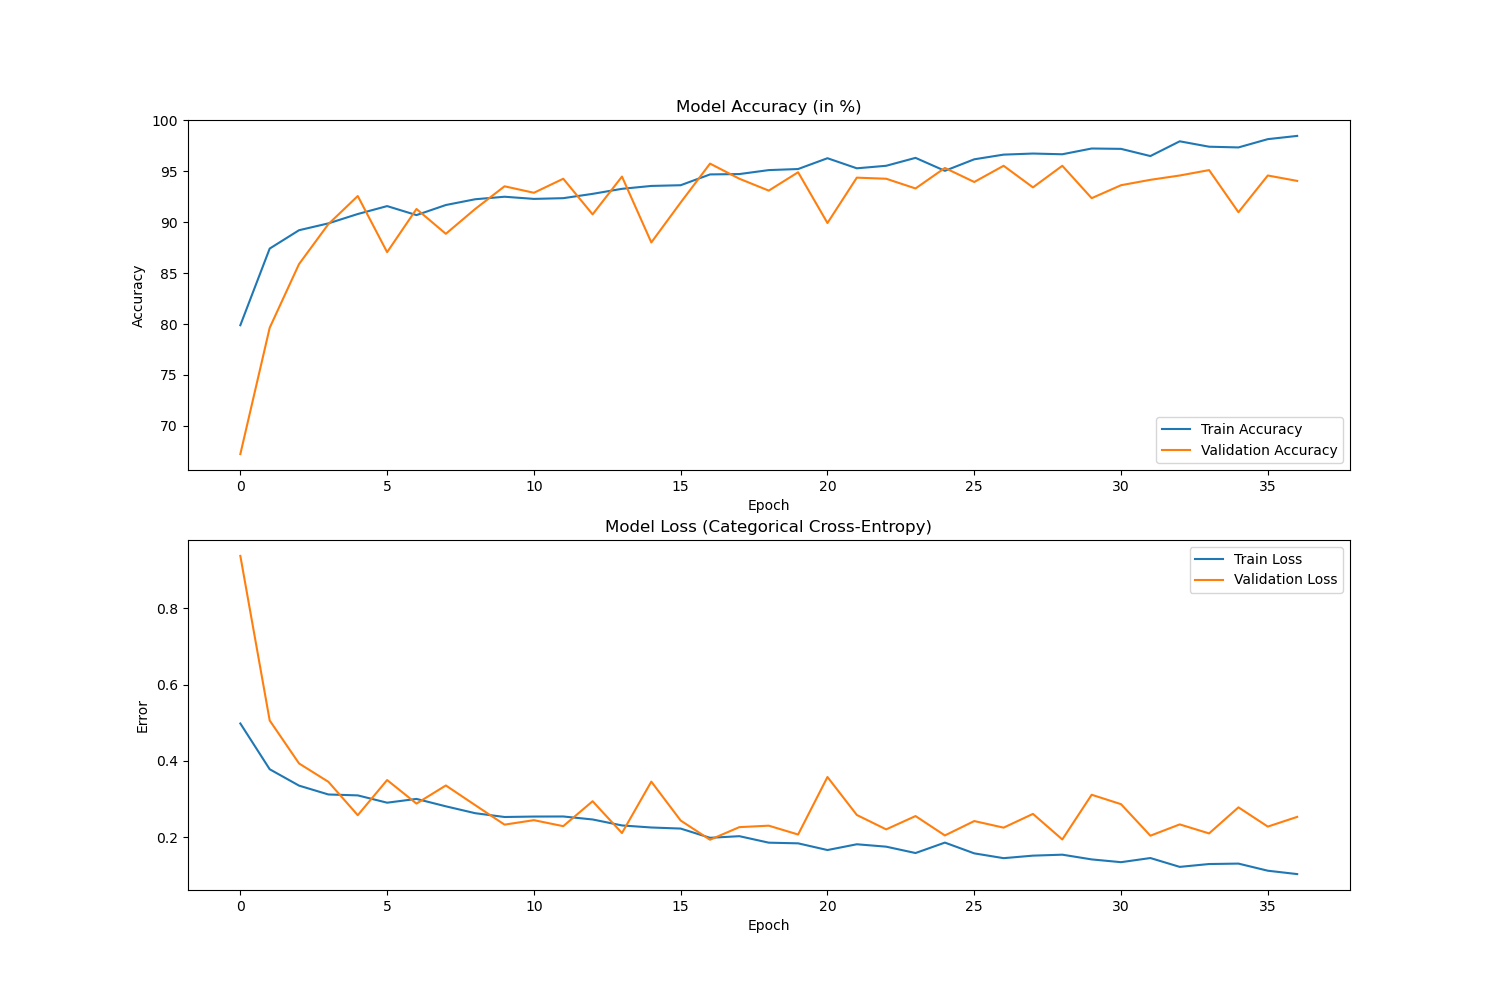 Model Accuracy (in %)
100
95
90
85
80
75
70
Accuracy
Train Accuracy
Validation Accuracy
0 5 10 15 20 25 30 35
Epoch
Model Loss (Categorical Cross-Entropy)
Train Loss
Validation Loss
0.8
0.6
0.4
0.2
Error
0 5 10 15 20 25 30 35
Epoch